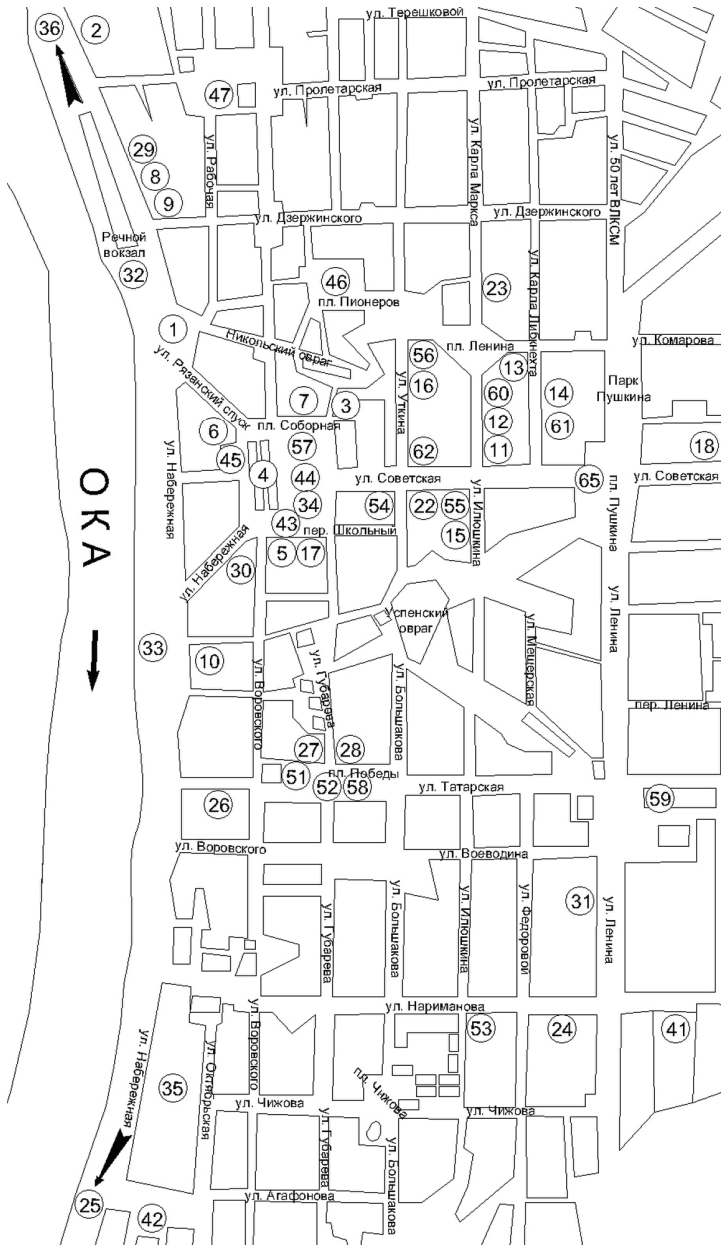 36
2
ул. Терешковой
47
ул. Пролетарская
ул. Пролетарская
29
8
9
ул. Рабочая
ул. Карла Маркса
ул. 50 лет ВЛКСМ
ул. Дзержинского
ул. Дзержинского
Речной
вокзал
32
46
пл. Пионеров
23
ул. Карла Либкнехта
1
Никольский овраг
ул. Рязанский спуск
пл. Ленина
ул. Комарова
56
16
13
60
12
11
14
61
Парк
Пушкина
7
3
ул. Уткина
6
пл. Соборная
57
45
4
62
18
ул. Набережная
44
ул. Советская
65
ул. Советская
ОКА
34
54
22
55
15
ул. Илюшкина
пл. Пушкина
43
пер. Школьный
5
17
ул. Набережная
30
Успенский
овраг
ул. Мещерская
ул. Ленина
33
10
ул. Воровского
ул. Губарева
ул. Большакова
пер. Ленина
27
28
51
пл. Победы
52
58
ул. Татарская
26
59
ул. Воровского
ул. Воеводина
31
ул. Губарева
ул. Большакова
ул. Илюшкина
ул. Федоровой
ул. Ленина
ул. Нариманова
53
24
41
ул. Набережная
ул. Октябрьская
ул. Воровского
35
пл. Чижова
ул. Чижова
ул. Чижова
ул. Губарева
ул. Большакова
25
42
ул. Агафонова